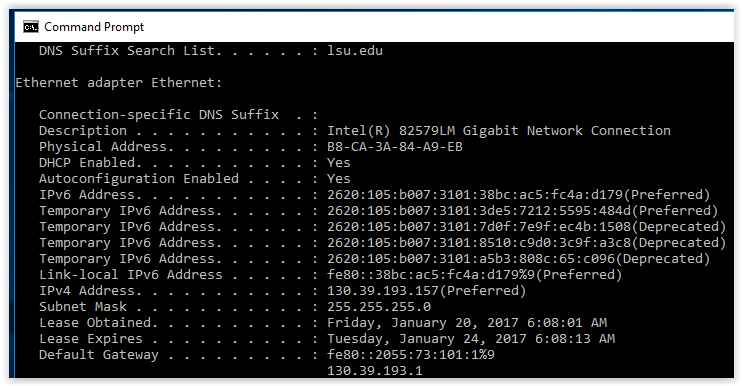 Command Prompt
DNS Suffix Search List. . . . . . : lsu.edu
Ethernet adapter Ethernet:
Connection-specific DNS Suffix  . :
Description . . . . . . . . . . . : Intel(R) 82579LM Gigabit Network Connection
Physical Address. . . . . . . . . : B8-CA-3A-84-A9-EB
DHCP Enabled. . . . . . . . . . . : Yes
Autoconfiguration Enabled . . . . : Yes
IPv6 Address. . . . . . . . . . . : 2620:105:b007:3101:38bc:ac5:fc4a:d179(Preferred)
Temporary IPv6 Address. . . . . . : 2620:105:b007:3101:3de5:7212:5595:484d(Preferred)
Temporary IPv6 Address. . . . . . : 2620:105:b007:3101:7d0f:7e9f:ec4b:1508(Deprecated)
Temporary IPv6 Address. . . . . . : 2620:105:b007:3101:8510:c9d0:3c9f:a3c8(Deprecated)
Temporary IPv6 Address. . . . . . : 2620:105:b007:3101:a5b3:808c:65:c096(Deprecated)
Link-local IPv6 Address . . . . . : fe80::38bc:ac5:fc4a:d179%9(Preferred)
IPv4 Address. . . . . . . . . . . : 130.39.193.157(Preferred)
Subnet Mask . . . . . . . . . . . : 255.255.255.0
Lease Obtained. . . . . . . . . . : Friday, January 20, 2017 6:08:01 AM
Lease Expires . . . . . . . . . . : Tuesday, January 24, 2017 6:08:13 AM
Default Gateway . . . . . . . . . : fe80::2055:73:101:1%9
130.39.193.1